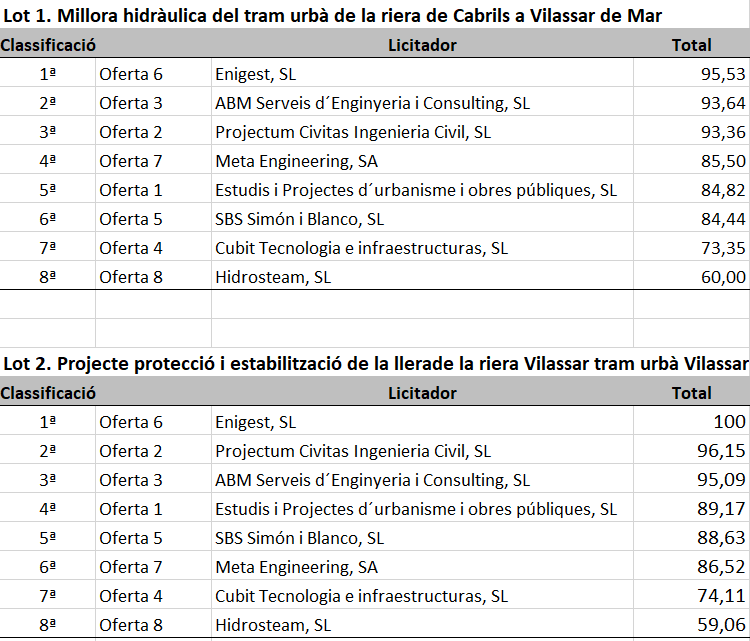 Lot 1. Millora hidràulica del tram urbà de la riera de Cabrils a Vilassar de Mar
Classificació Licitador Total
1ª Oferta 6 Enigest, SL 95,53
2ª Oferta 3 ABM Serveis d´Enginyeria i Consulting, SL 93,64
3ª Oferta 2 Projectum Civitas Ingenieria Civil, SL 93,36
4ª Oferta 7 Meta Engineering, SA 85,50
5ª Oferta 1 Estudis i Projectes d´urbanisme i obres públiques, SL 84,82
6ª Oferta 5 SBS Simón i Blanco, SL 84,44
7ª Oferta 4 Cubit Tecnologia e infraestructuras, SL 73,35
8ª Oferta 8 Hidrosteam, SL 60,00
Lot 2. Projecte protecció i estabilització de la llerade la riera Vilassar tram urbà Vilassar
Classificació Licitador Total
1ª Oferta 6 Enigest, SL 100
2ª Oferta 2 Projectum Civitas Ingenieria Civil, SL 96,15
3ª Oferta 3 ABM Serveis d´Enginyeria i Consulting, SL 95,09
4ª Oferta 1 Estudis i Projectes d´urbanisme i obres públiques, SL 89,17
5ª Oferta 5 SBS Simón i Blanco, SL 88,63
6ª Oferta 7 Meta Engineering, SA 86,52
7ª Oferta 4 Cubit Tecnologia e infraestructuras, SL 74,11
8ª Oferta 8 Hidrosteam, SL 59,06